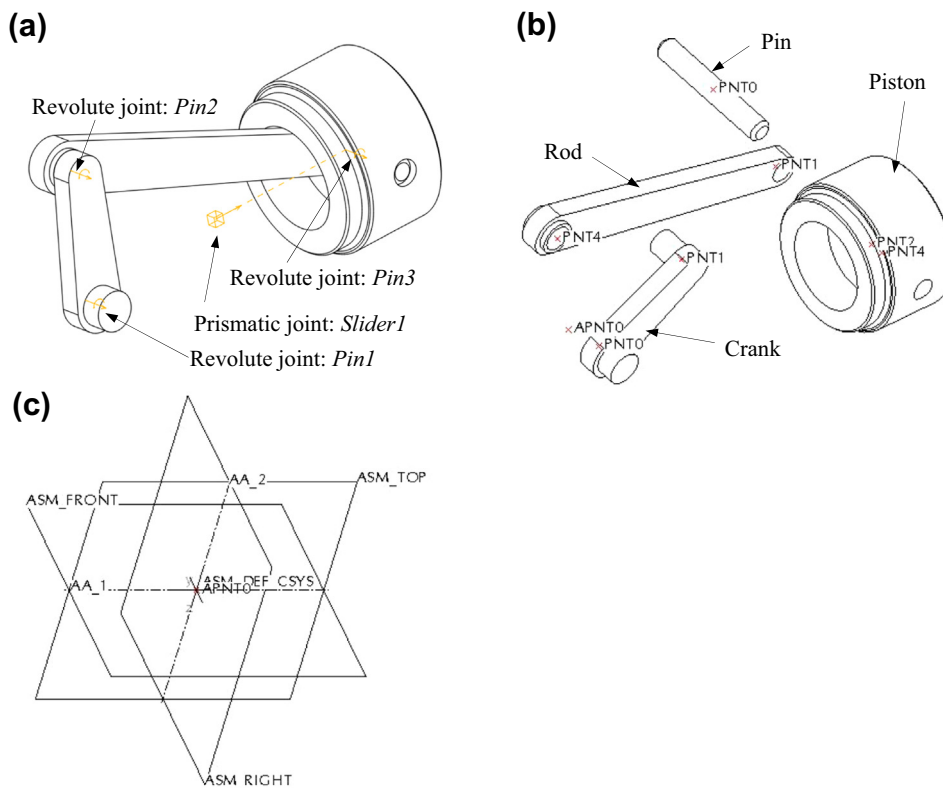 (a)
Revolute joint: Pin2
Revolute joint: Pin3
Prismatic joint: Slider1
Revolute joint: Pin1
(b)
Pin
PNT0
Piston
Rod
PNT1
PNT4
PNT2
PNT4
PNT1
APNT0
PNT0
Crank
(c)
AA_2
ASM_TOP
ASM_FRONT
AA_1
y
ASM_DEF_CSYS
APNT0
z
ASM_RIGHT